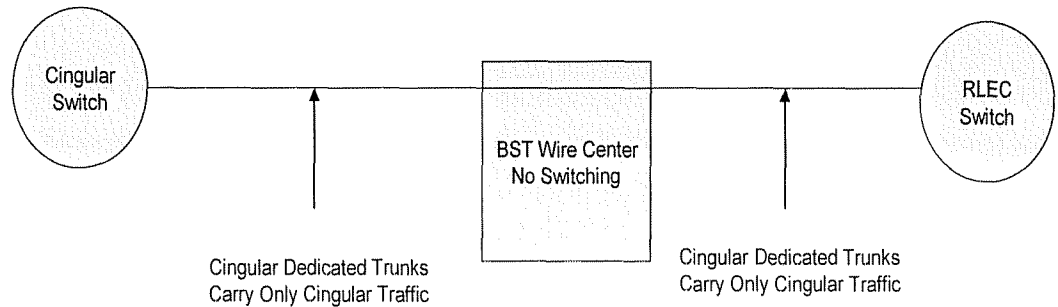 Cingular
Switch
BST Wire Center
No Switching
RLEC
Switch
Cingular Dedicated Trunks
Carry Only Cingular Traffic
Cingular Dedicated Trunks
Carry Only Cingular Traffic